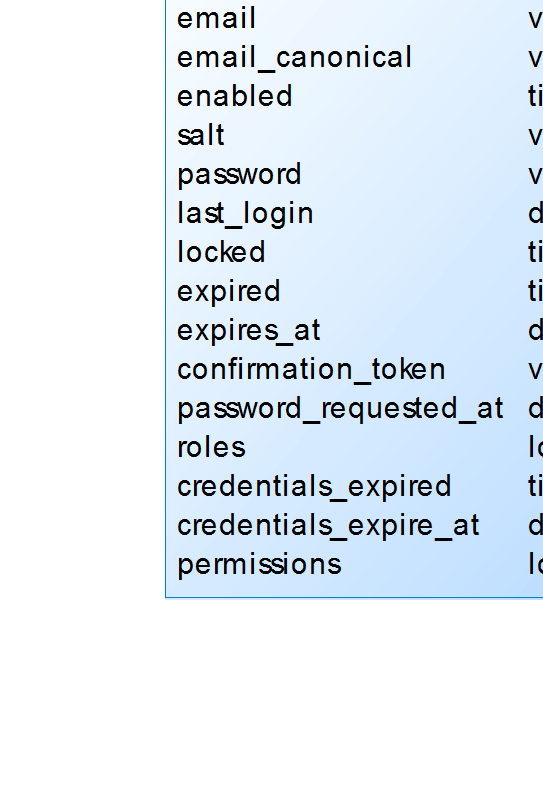 email v
email_canonical v
enabled ti
salt v
password v
last_login d
locked ti
expired ti
expires_at d
confirmation_token v
password_requested_at d
roles lo
credentials_expired ti
credentials_expire_at d
permissions lo